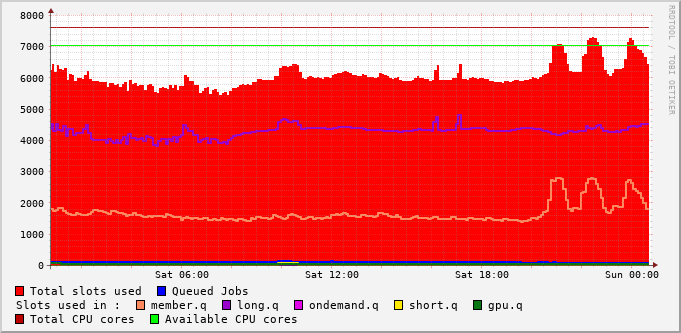 8000
7000
6000
5000
4000
3000
2000
1000
0
Sat 06:00 Sat 12:00 Sat 18:00 Sun 00:00
RRDTOOL / TOBI OETIKER
Total slots used Queued Jobs
Slots used in : member.q long.q ondemand.q short.q gpu.q
Total CPU cores Available CPU cores